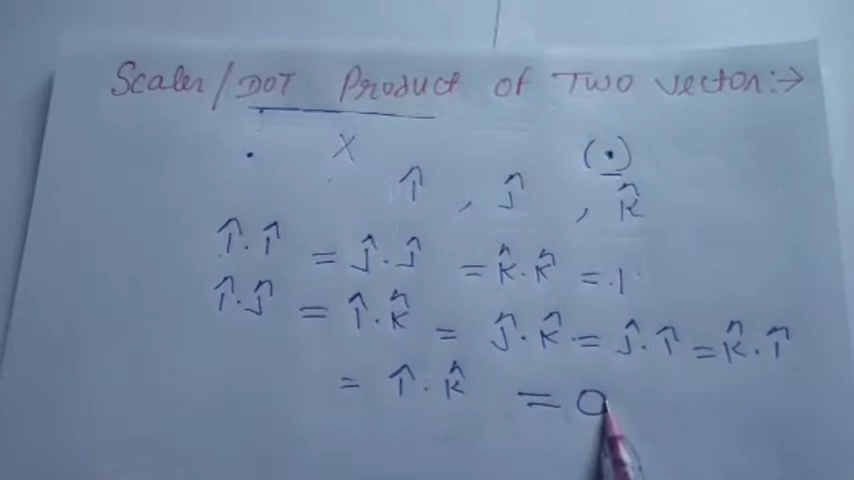 Scaler/DOT Product of Two vector:→
. × (•)
î , ĵ , k̂
î.î = ĵ.ĵ = k̂.k̂ = 1
î.ĵ = î.k̂ = ĵ.k̂ = ĵ.î = k̂.î
= î.k̂ = 0